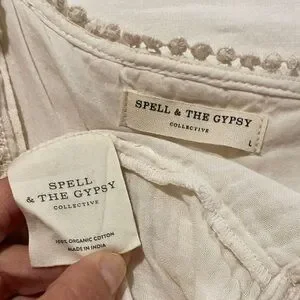 SPELL & THE GYPSY
COLLECTIVE
L
SPELL
& THE GYPSY
COLLECTIVE
100% ORGANIC COTTON
MADE IN INDIA